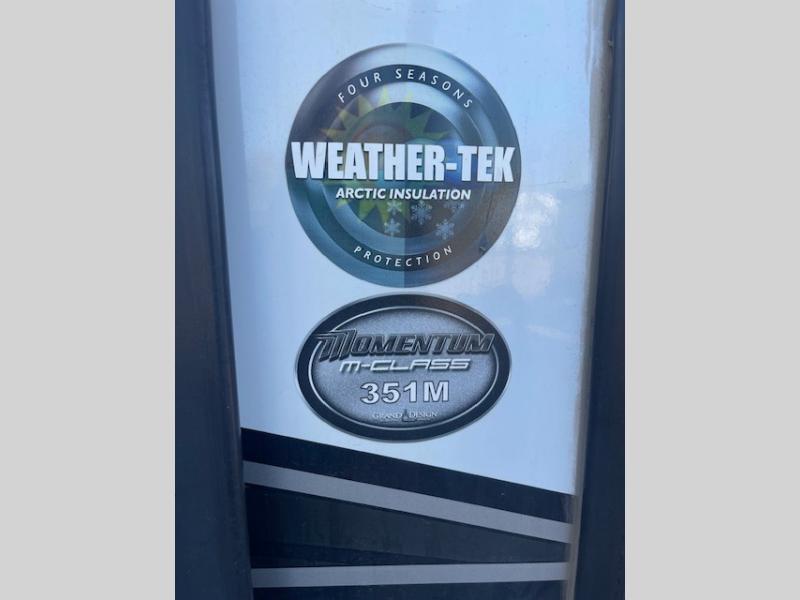 FOUR SEASONS
WEATHER-TEK
ARCTIC INSULATION
PROTECTION
MOMENTUM
M-CLASS
351M
GRAND DESIGN